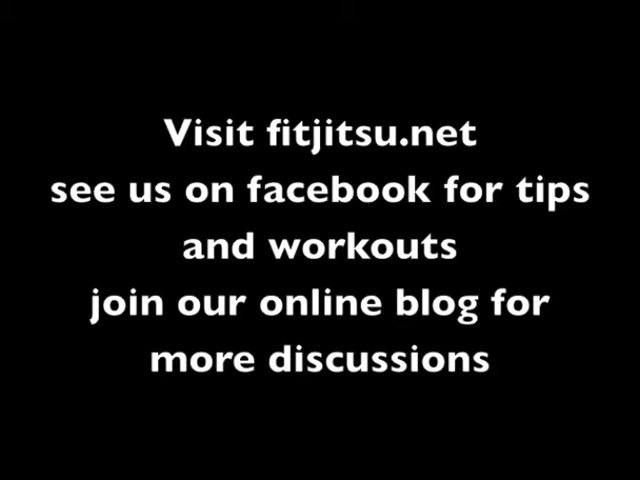 Visit fitjitsu.net
see us on facebook for tips
and workouts
join our online blog for
more discussions